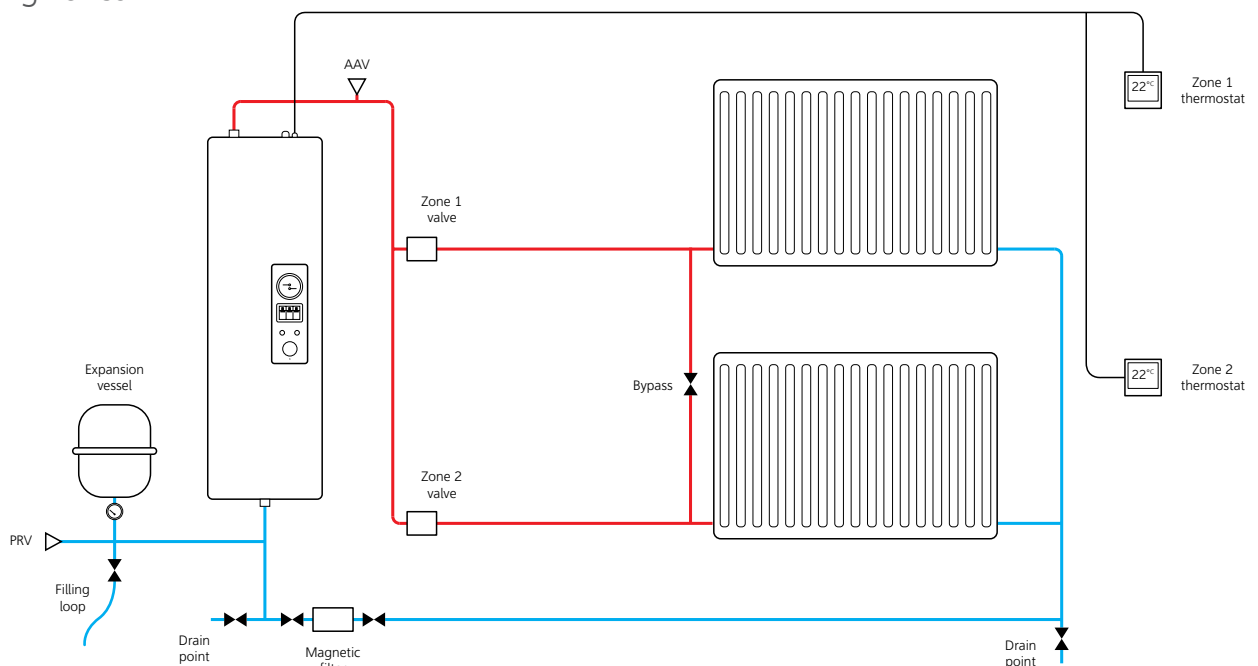 AAV
22°C
Zone 1
thermostat
Zone 1
valve
Expansion
vessel
Bypass
22°C
Zone 2
thermostat
Zone 2
valve
PRV
Filling
loop
Drain
point
Magnetic
Drain
point